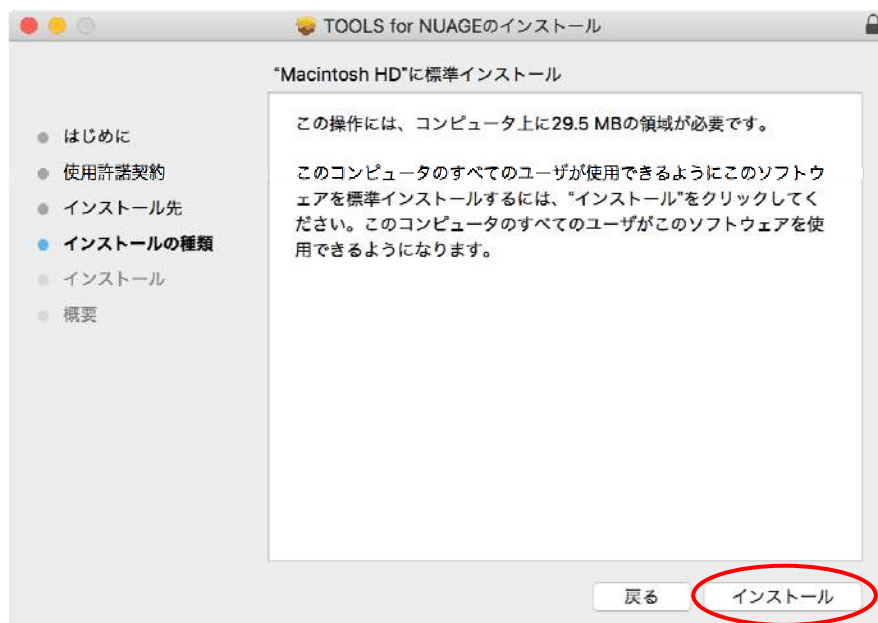 TOOLS for NUAGEのインストール
"Macintosh HD"に標準インストール
はじめに
使用許諾契約
インストール先
インストールの種類
インストール
概要
この操作には、コンピュータ上に29.5 MBの領域が必要です。
このコンピュータのすべてのユーザが使用できるようにこのソフトウ
ェアを標準インストールするには、“インストール”をクリックしてく
ださい。このコンピュータのすべてのユーザがこのソフトウェアを使
用できるようになります。
戻る
インストール